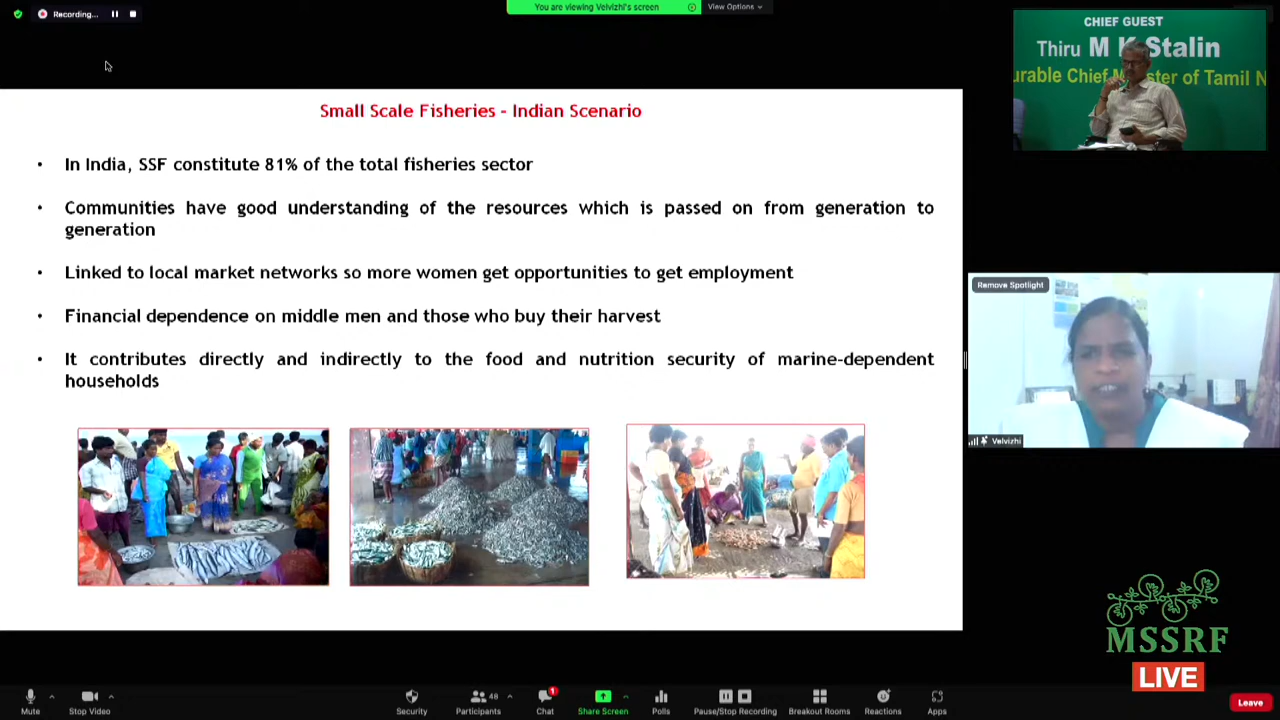 Recording...
You are viewing Velvizhi's screen
View Options
CHIEF GUEST
Thiru M K Stalin
urable Chief Minister of Tamil N
Small Scale Fisheries - Indian Scenario
• In India, SSF constitute 81% of the total fisheries sector
• Communities have good understanding of the resources which is passed on from generation to
generation
• Linked to local market networks so more women get opportunities to get employment
• Financial dependence on middle men and those who buy their harvest
• It contributes directly and indirectly to the food and nutrition security of marine-dependent
households
Remove Spotlight
Velvizhi
MSSRF
LIVE
Mute
Stop Video
Security
48
Participants
1
Chat
Share Screen
Polls
Pause/Stop Recording
Breakout Rooms
Reactions
Apps
Leave